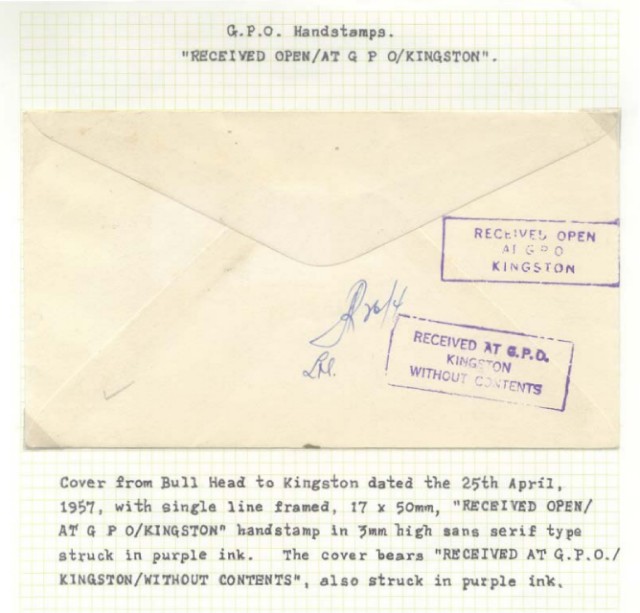 G.P.O. Handstamps.
"RECEIVED OPEN/AT G P O/KINGSTON".
RECEIVED OPEN
AT G P O
KINGSTON
26/4
RECEIVED AT G.P.O.
KINGSTON
WITHOUT CONTENTS
Cover from Bull Head to Kingston dated the 25th April,
1957, with single line framed, 17 x 50mm, "RECEIVED OPEN/
AT G P O/KINGSTON" handstamp in 3mm high sans serif type
struck in purple ink. The cover bears "RECEIVED AT G.P.O./
KINGSTON/WITHOUT CONTENTS", also struck in purple ink.